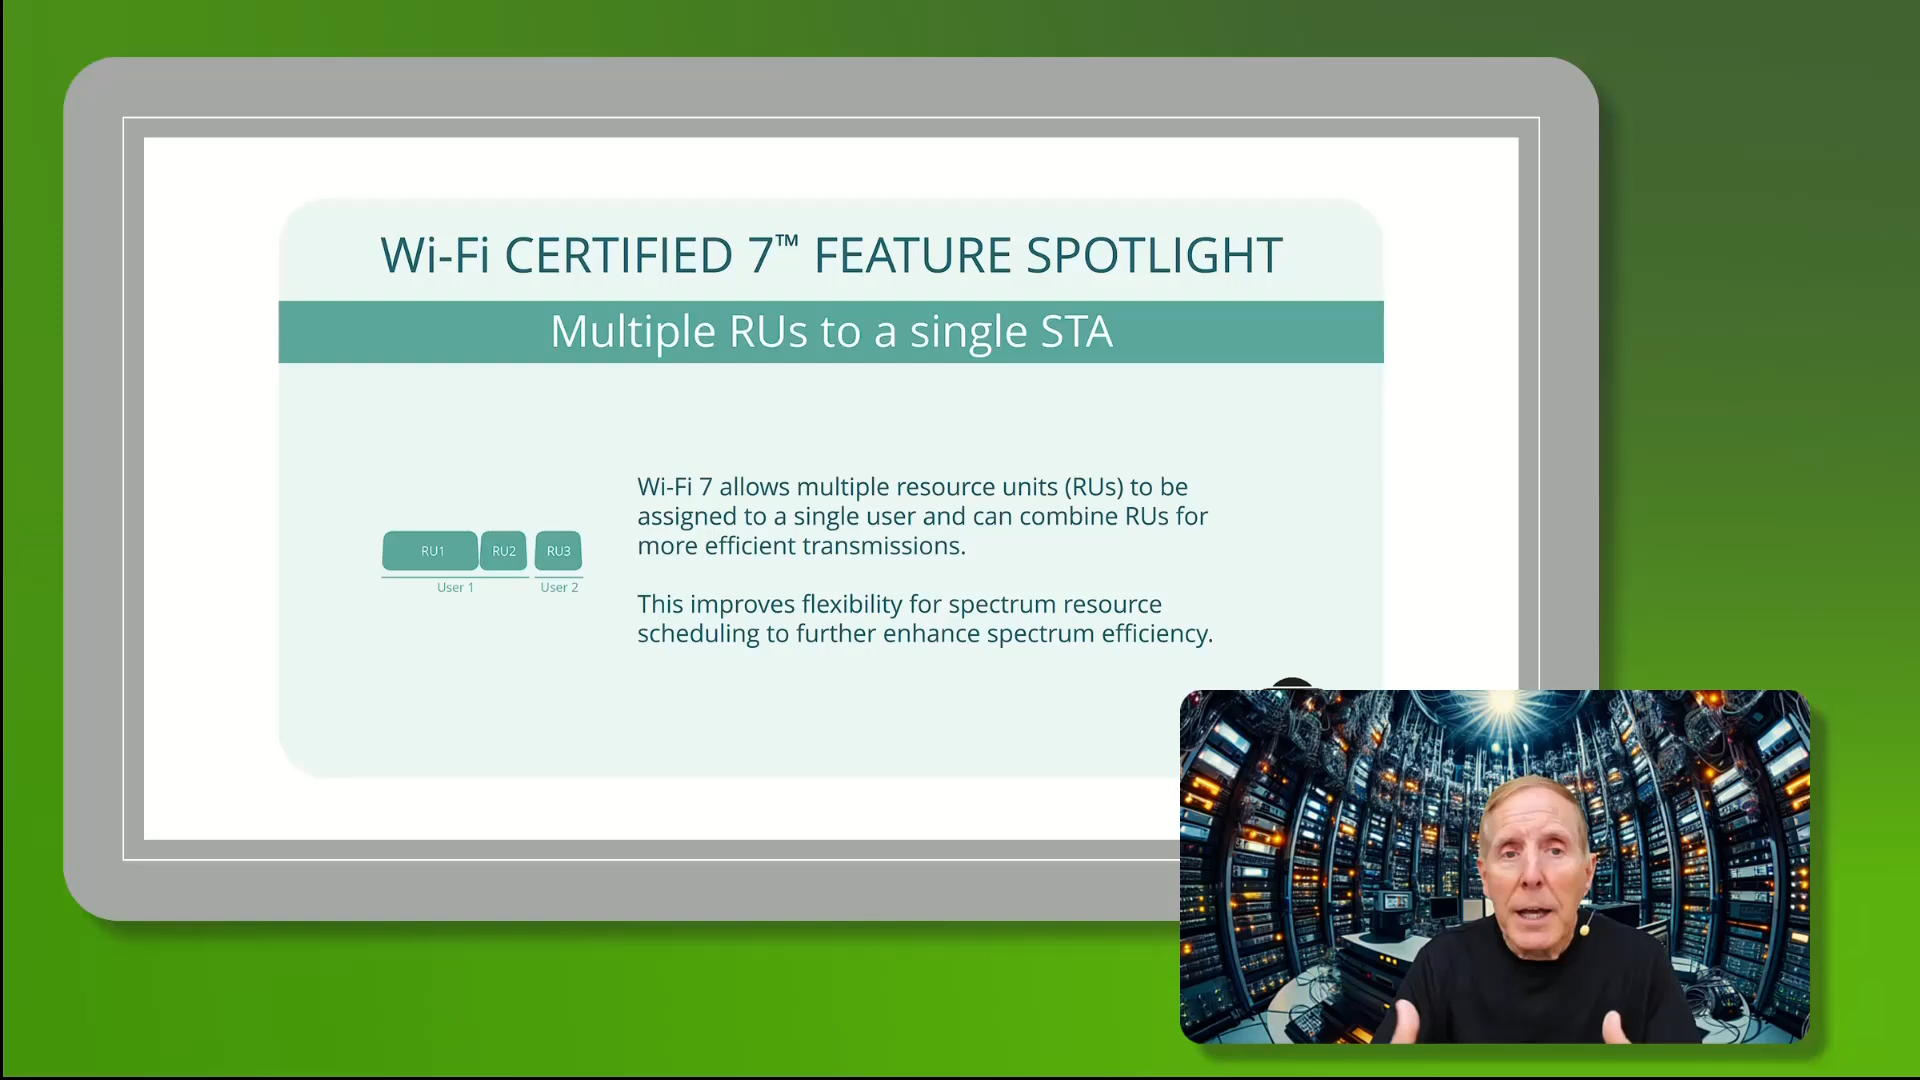 Wi-Fi CERTIFIED 7™ FEATURE SPOTLIGHT
Multiple RUs to a single STA
RU1 RU2 RU3
User 1 User 2
Wi-Fi 7 allows multiple resource units (RUs) to be
assigned to a single user and can combine RUs for
more efficient transmissions.
This improves flexibility for spectrum resource
scheduling to further enhance spectrum efficiency.